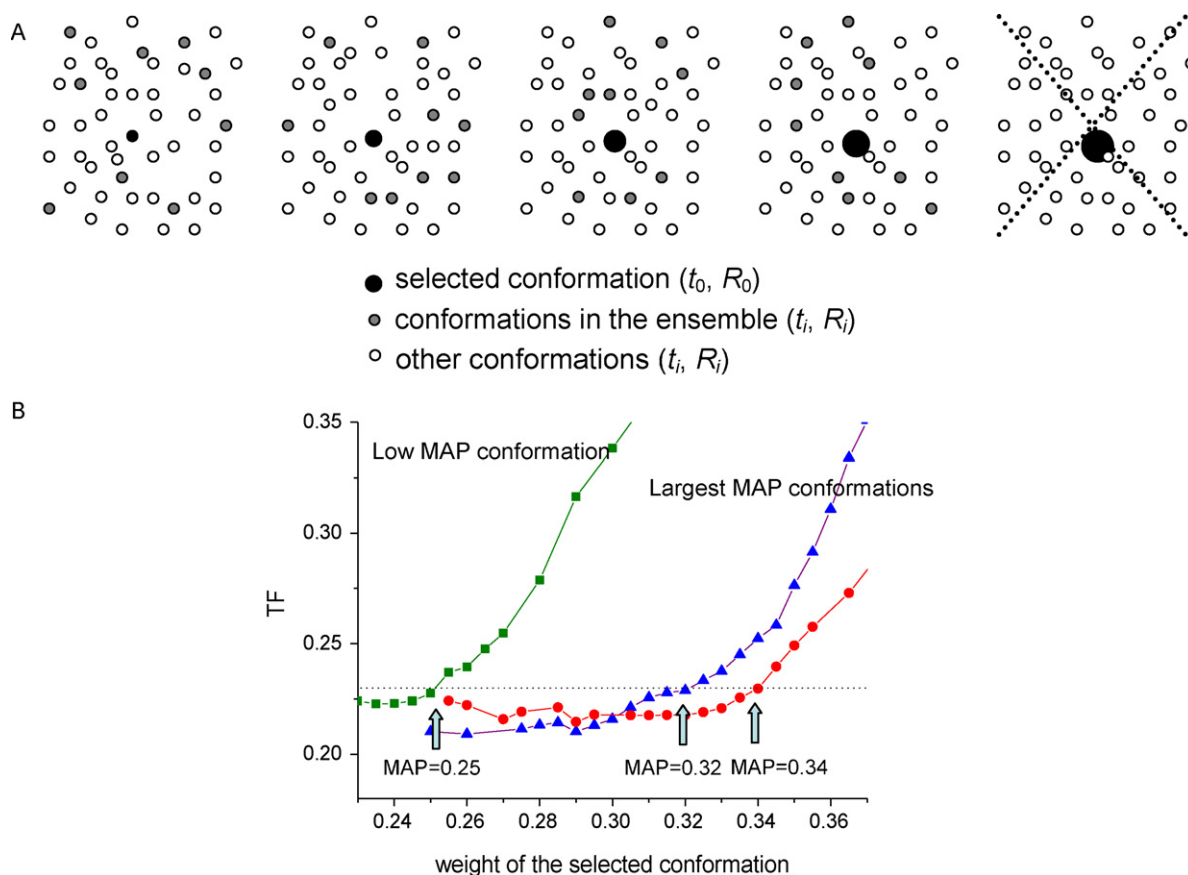 A
selected conformation (t0, R0)
conformations in the ensemble (ti, Ri)
other conformations (ti, Ri)
B
0.35
Low MAP conformation
Largest MAP conformations
0.30
TF
0.25
0.20
MAP=0.25
MAP=0.32
MAP=0.34
0.24 0.26 0.28 0.30 0.32 0.34 0.36
weight of the selected conformation